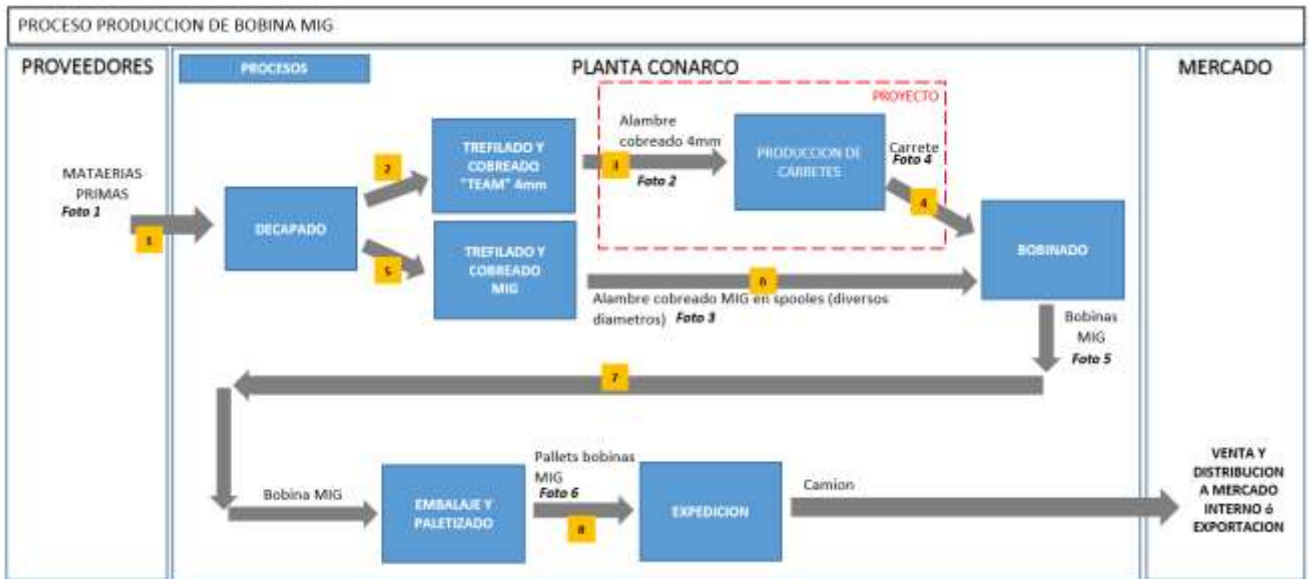 PROCESO PRODUCCION DE BOBINA MIG
PROVEEDORES
PROCESOS
PLANTA CONARCO
MERCADO
PROYECTO
MATAERIAS
PRIMAS
Foto 1
1
DECAPADO
2
TREFILADO Y
COBREADO
"TEAM" 4mm
Alambre
cobreado 4mm
3
Foto 2
PRODUCCION DE
CARRETES
Carrete
Foto 4
4
5
TREFILADO Y
COBREADO
MIG
6
Alambre cobreado MIG en spooles (diversos
diametros) Foto 3
BOBINADO
Bobinas
MIG
Foto 5
7
Bobina MIG
EMBALAJE Y
PALETIZADO
Pallets bobinas
MIG
Foto 6
8
EXPEDICION
Camion
VENTA Y
DISTRIBUCION
A MERCADO
INTERNO ó
EXPORTACION